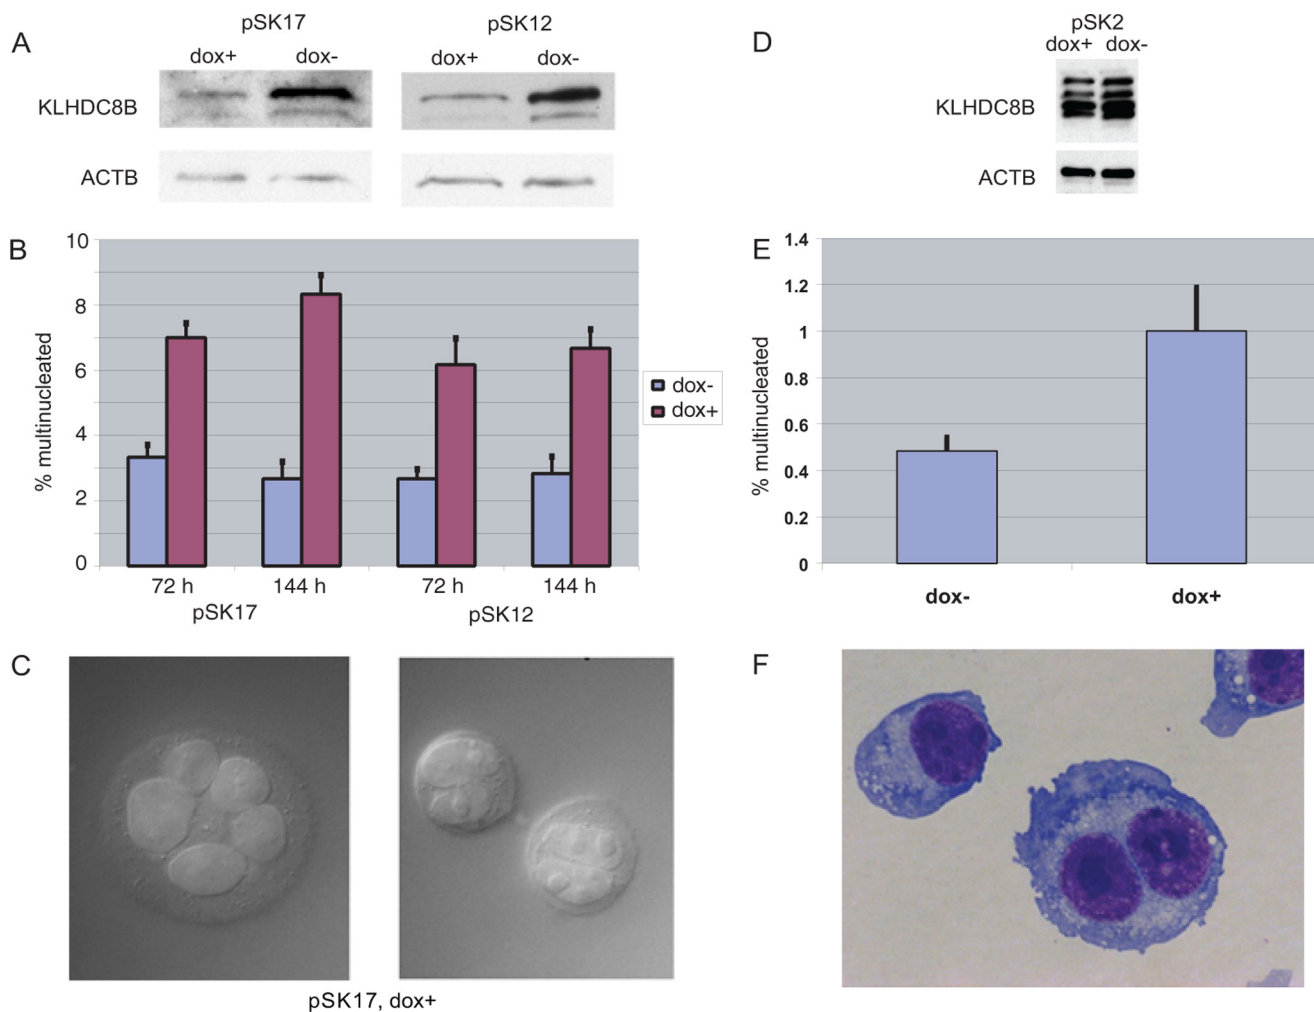 A
pSK17
pSK12
dox+
dox-
dox+
dox-
KLHDC8B
ACTB
B
10
8
6
4
2
0
% multinucleated
72 h
144 h
72 h
144 h
pSK17
pSK12
dox-
dox+
C
pSK17, dox+
D
pSK2
dox+
dox-
KLHDC8B
ACTB
E
1.4
1.2
1
0.8
0.6
0.4
0.2
0
% multinucleated
dox-
dox+
F